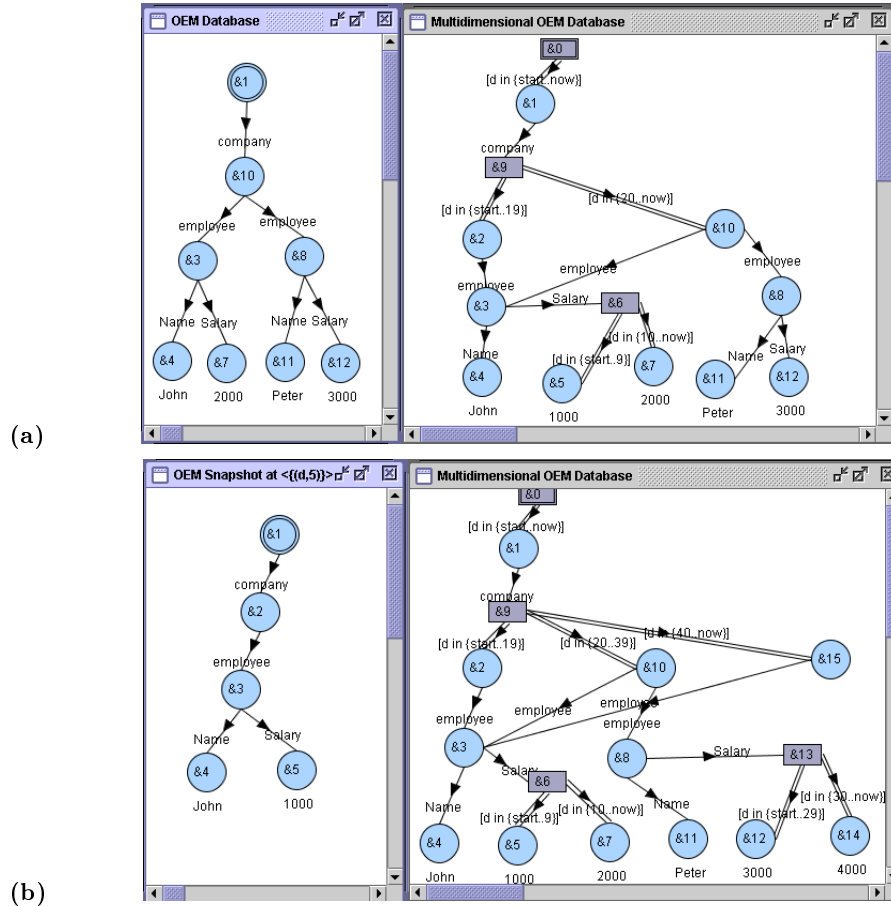 OEM Database
&1
company
&10
employee
employee
&3
&8
Name
Salary
Name
Salary
&4
&7
&11
&12
John
2000
Peter
3000
Multidimensional OEM Database
&0
[d in {start..now}]
&1
company
&9
[d in {start..19}]
[d in {20..now}]
&2
&10
employee
employee
employee
&3
Salary
&6
&8
Name
[d in {start..9}]
[d in {10..now}]
Name
Salary
&4
&5
&7
&11
&12
John
1000
2000
Peter
3000
(a)
OEM Snapshot at <{(d,5)}>
&1
company
&2
employee
&3
Name
Salary
&4
&5
John
1000
Multidimensional OEM Database
&0
[d in {start..now}]
&1
company
&9
[d in {start..19}]
[d in {20..39}]
[d in {40..now}]
&2
&10
&15
employee
employee
employee
employee
&3
&8
Salary
&13
Salary
&6
Name
[d in {start..9}]
[d in {10..now}]
Name
[d in {start..29}]
[d in {30..now}]
&4
&5
&7
&11
&12
&14
John
1000
2000
Peter
3000
4000
(b)